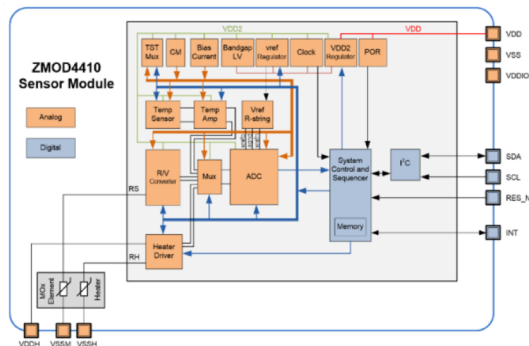 VDD2
VDD
TST
Mux
CM
Bias
Current
Bandgap
LV
vref
Ragulator
Clock
VDD2
Regulator
POR
VDD
VSS
VDDIO
ZMOD4410
Sensor Module
Analog
Digital
Temp
Sensor
Temp
Amp
Vref
R-string
R/V
Converter
Mux
ADC
System
Control and
Sequencer
Memory
I²C
SDA
SCL
RES_N
INT
RS
RH
Heater
Driver
MOx
Element
Heater
VDDH
VSSM
VSSH